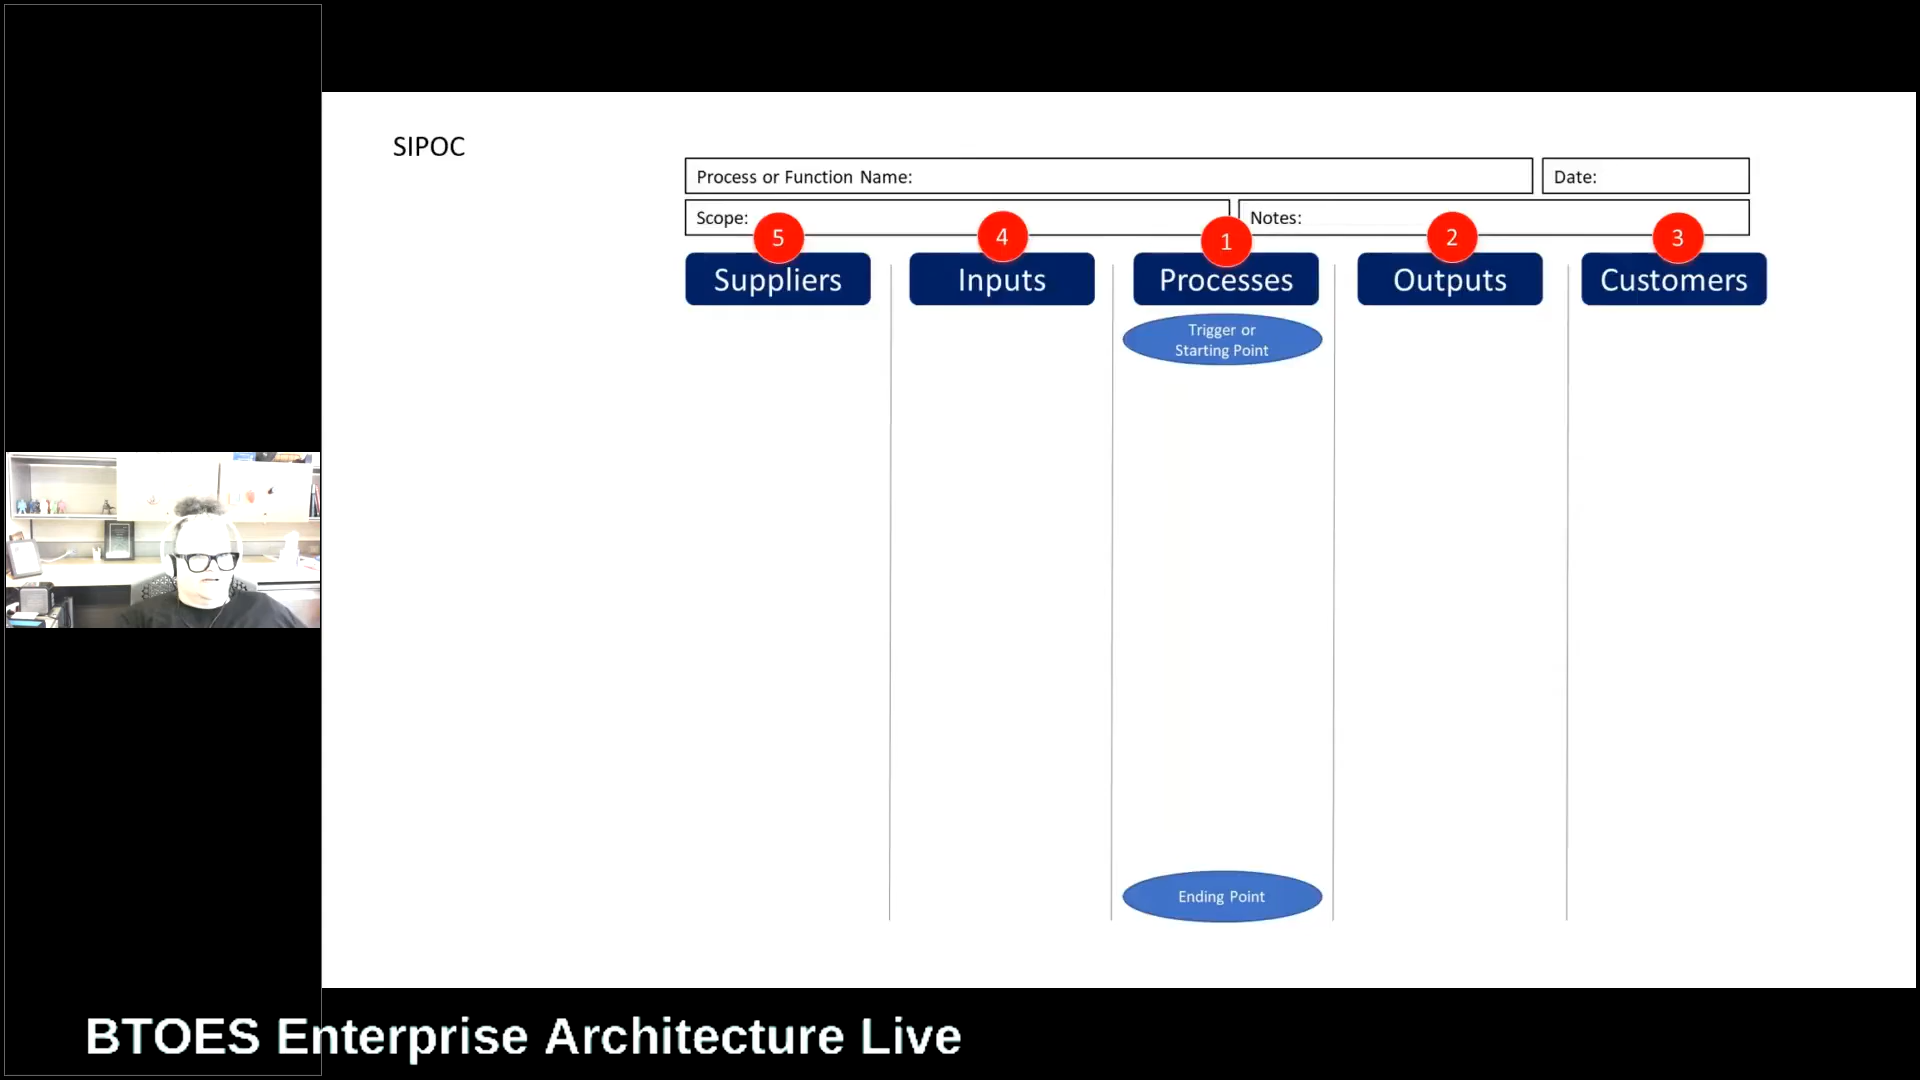 SIPOC
Process or Function Name:
Date:
Scope:
Notes:
5
4
1
2
3
Suppliers
Inputs
Processes
Outputs
Customers
Trigger or
Starting Point
Ending Point
BTOES Enterprise Architecture Live